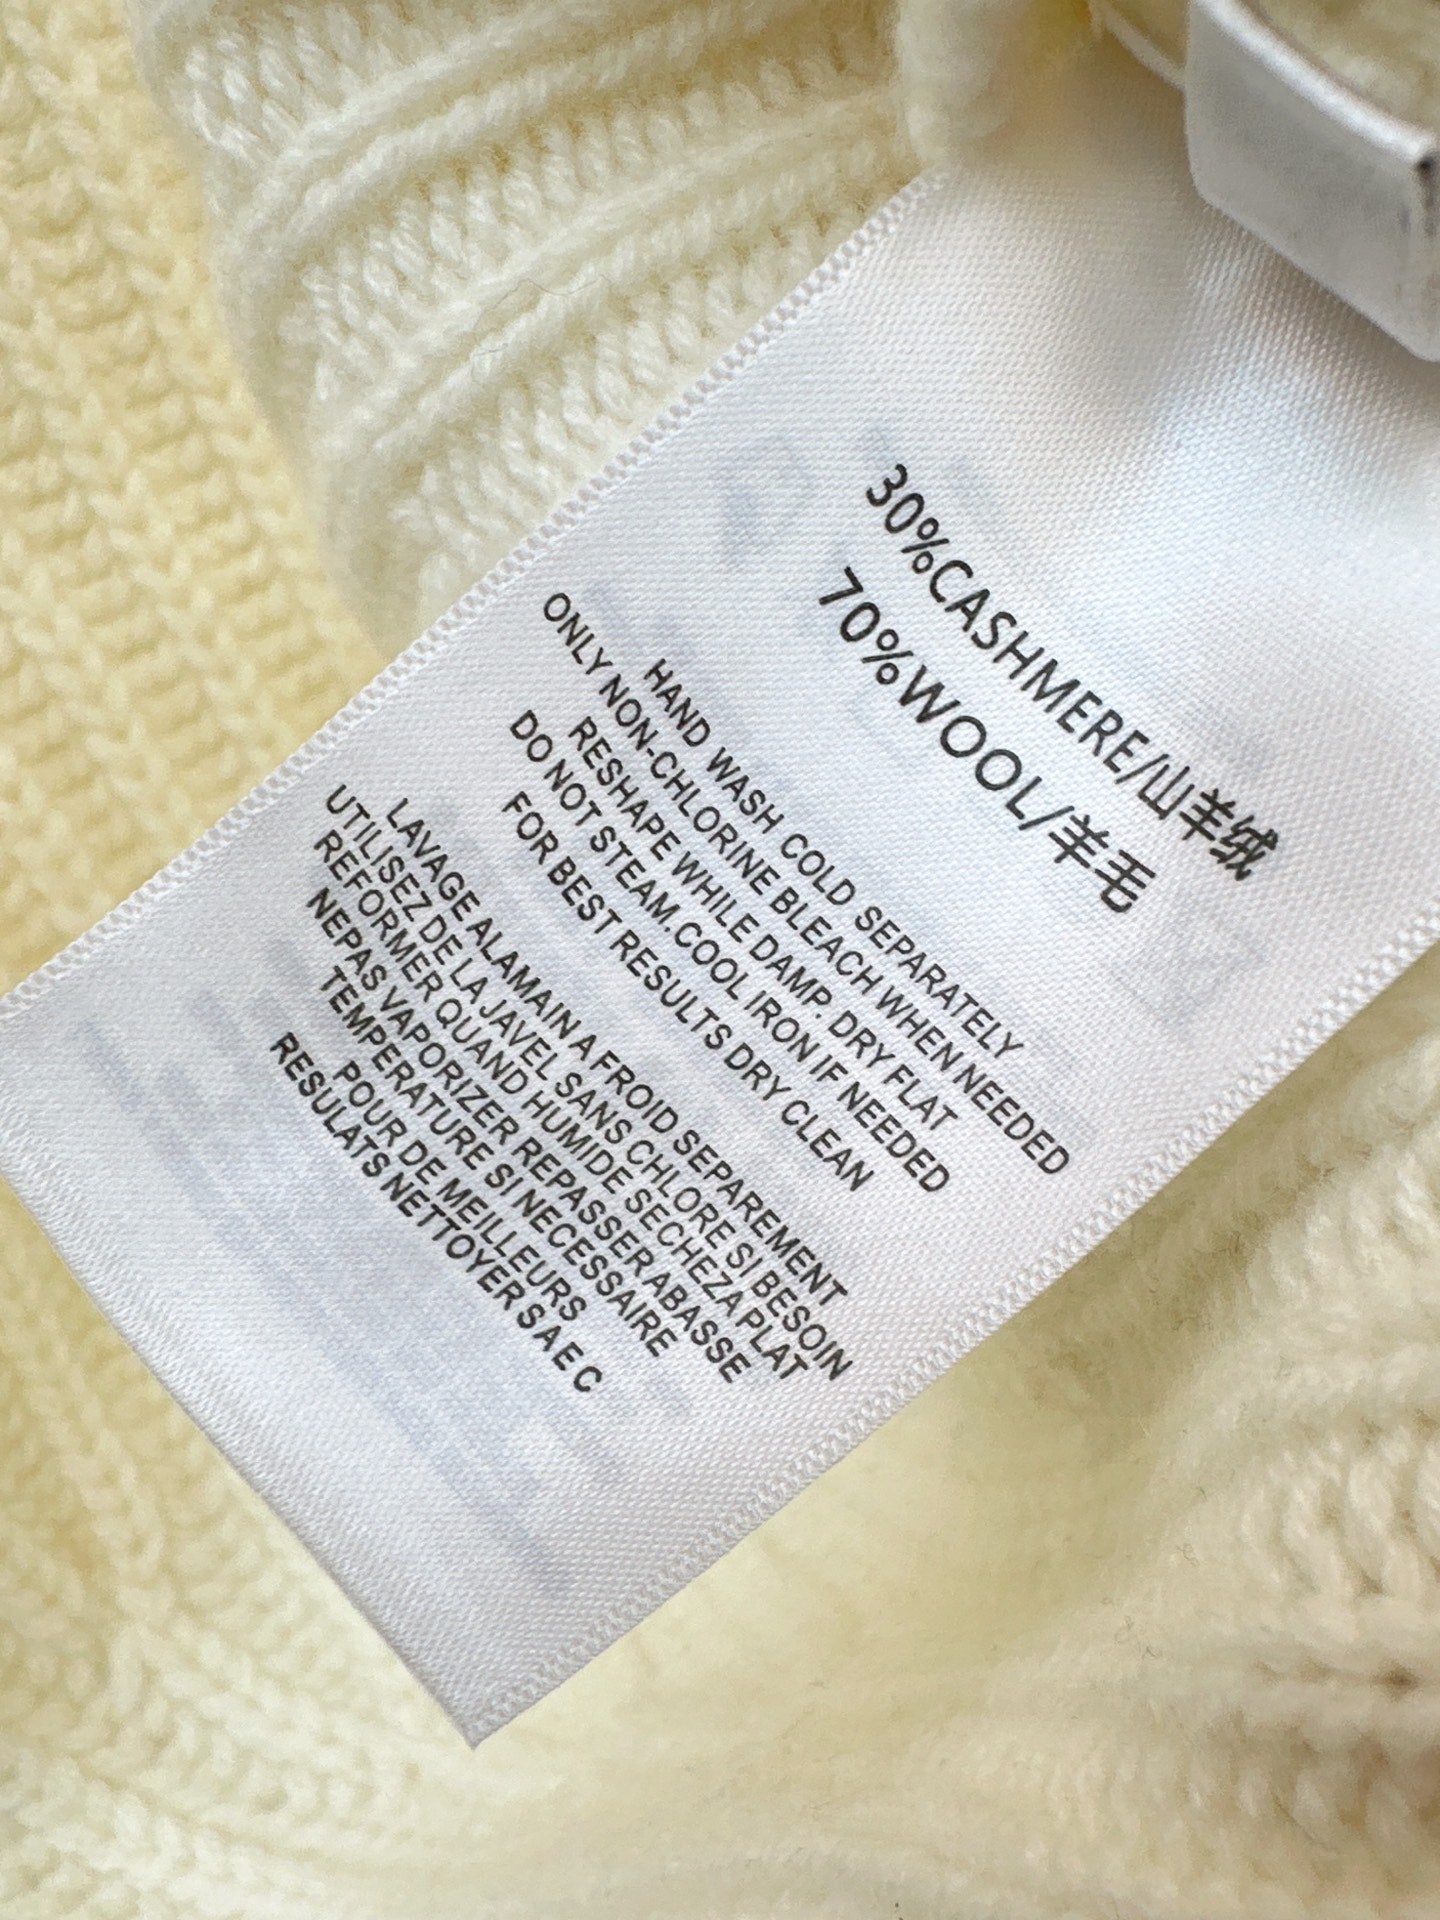 30%CASHMERE/山羊绒
70%WOOL/羊毛
HAND WASH COLD SEPARATELY
ONLY NON-CHLORINE BLEACH WHEN NEEDED
RESHAPE WHILE DAMP. DRY FLAT
DO NOT STEAM.COOL IRON IF NEEDED
FOR BEST RESULTS DRY CLEAN
LAVAGE ALAMAIN A FROID SEPAREMENT
UTILISEZ DE LA JAVEL SANS CHLORE SI BESOIN
REFORMER QUAND HUMIDE SECHEZA PLAT
NEPAS VAPORIZER REPASSER ABASSE
TEMPERATURE SI NECESSAIRE
POUR DE MEILLEURS
RESULATS NETTOYER S A E C